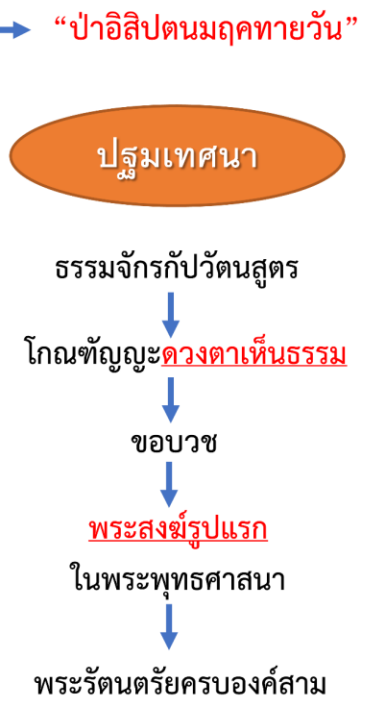 “ป่าอิสิปตนมฤคทายวัน”
ปฐมเทศนา
ธรรมจักรกัปวัตนสูตร
โกณฑัญญะดวงตาเห็นธรรม
ขอบวช
พระสงฆ์รูปแรก
ในพระพุทธศาสนา
พระรัตนตรัยครบองค์สาม